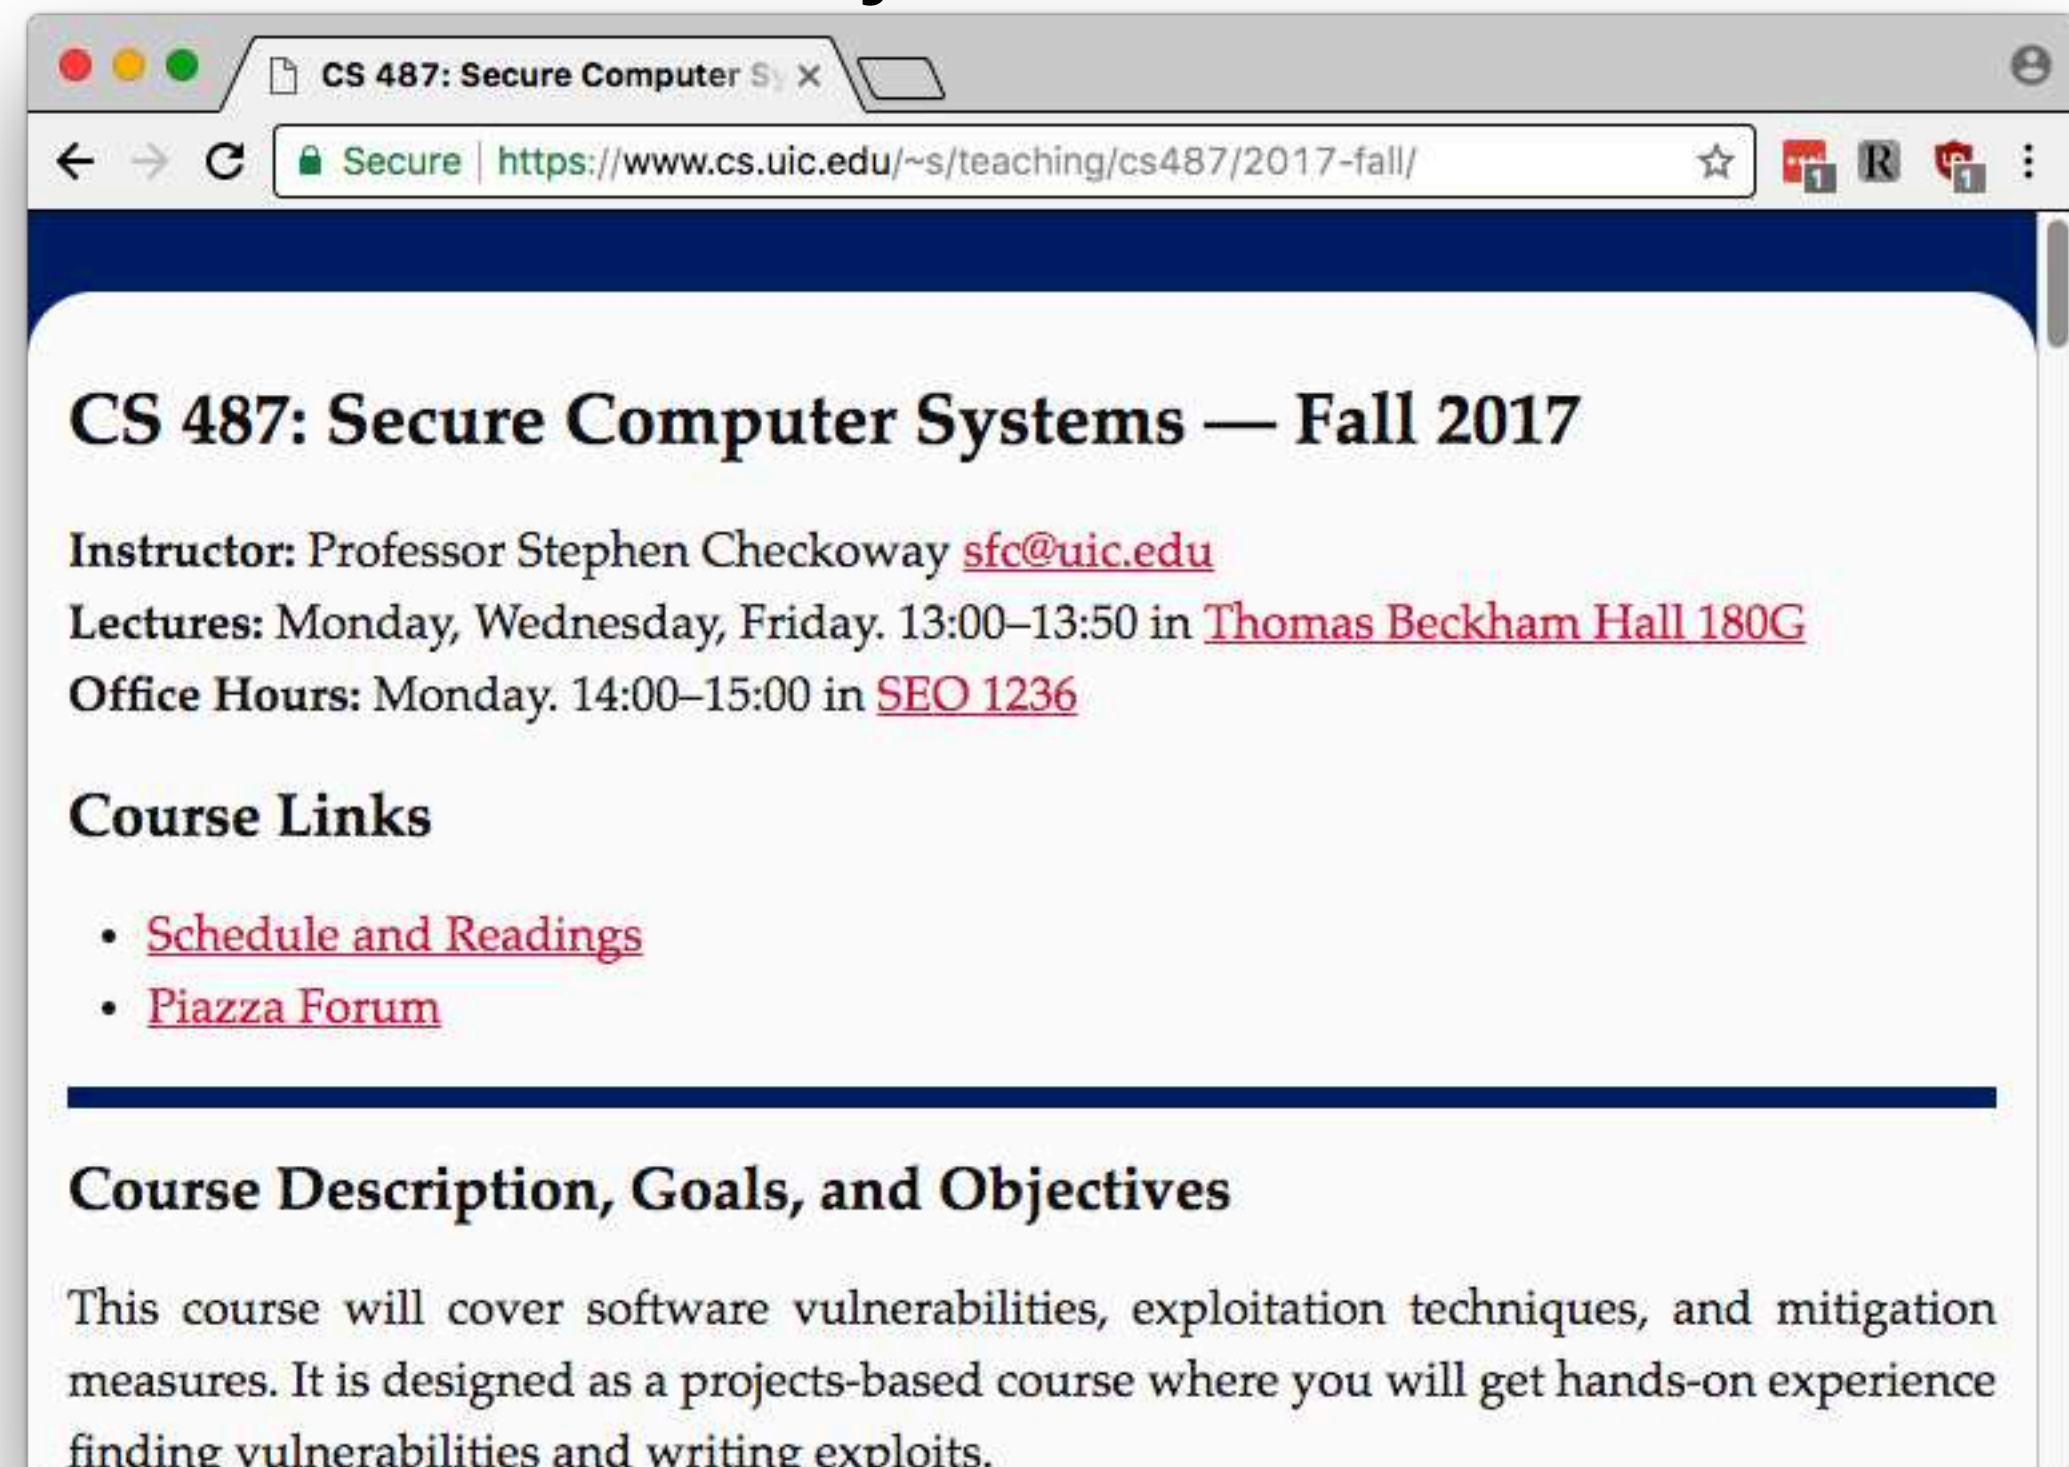 CS 487: Secure Computer Sy
Secure https://www.cs.uic.edu/~s/teaching/cs487/2017-fall/
1 R 1
CS 487: Secure Computer Systems — Fall 2017
Instructor: Professor Stephen Checkoway sfc@uic.edu
Lectures: Monday, Wednesday, Friday. 13:00–13:50 in Thomas Beckham Hall 180G
Office Hours: Monday. 14:00–15:00 in SEO 1236
Course Links
• Schedule and Readings
• Piazza Forum
Course Description, Goals, and Objectives
This course will cover software vulnerabilities, exploitation techniques, and mitigation
measures. It is designed as a projects-based course where you will get hands-on experience
finding vulnerabilities and writing exploits.